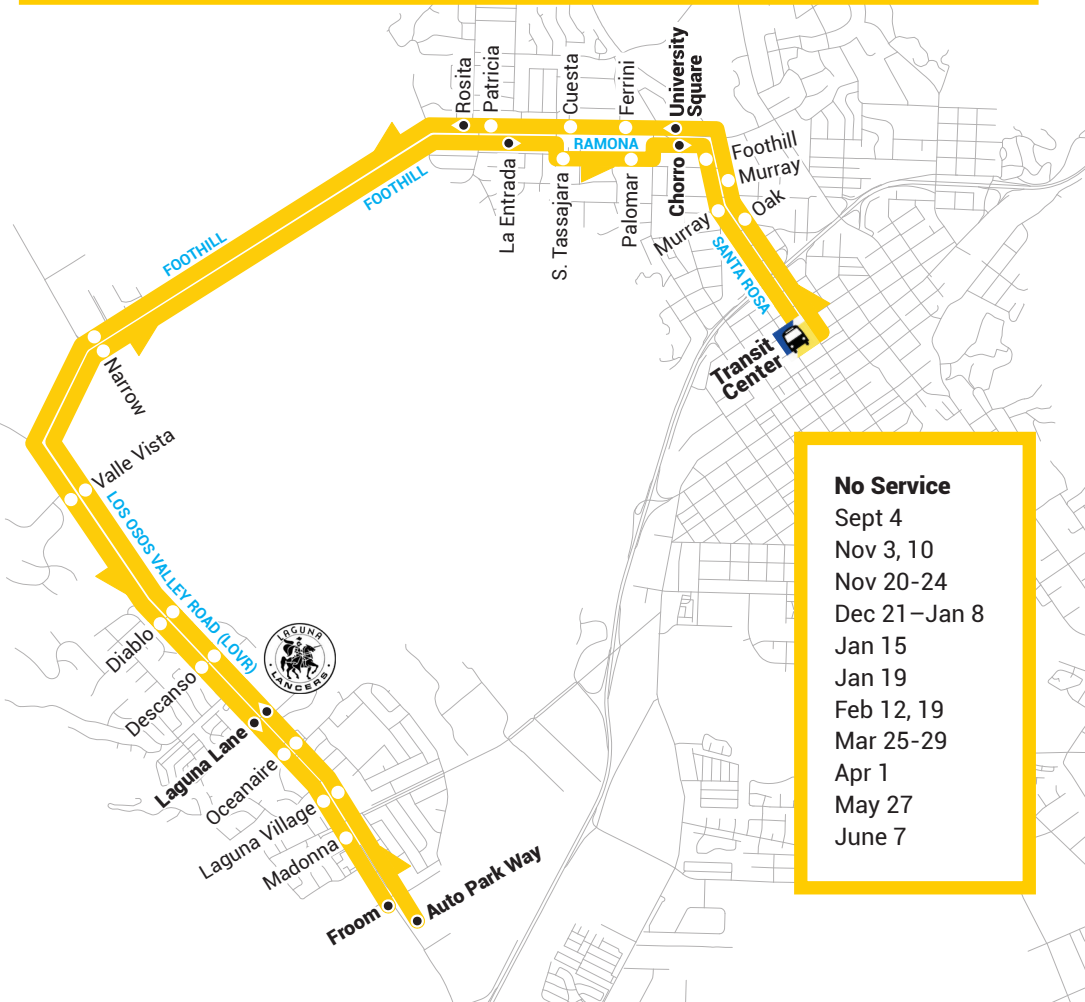 Rosita
Patricia
Cuesta
Ferrini
University
Square
RAMONA
La Entrada
S. Tassajara
Palomar
Chorro
Foothill
Murray
Oak
Murray
SANTA ROSA
Transit
Center
FOOTHILL
FOOTHILL
Narrow
Valle Vista
LOS OSOS VALLEY ROAD (LOVR)
LAGUNA
LANCERS
Diablo
Descanso
Laguna Lane
Oceanaire
Laguna Village
Madonna
Froom
Auto Park Way
No Service
Sept 4
Nov 3, 10
Nov 20-24
Dec 21–Jan 8
Jan 15
Jan 19
Feb 12, 19
Mar 25-29
Apr 1
May 27
June 7